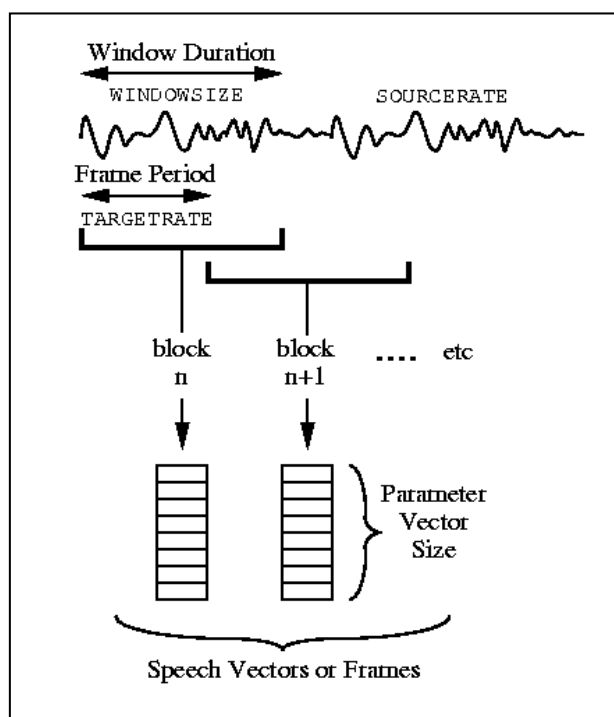 Window Duration
WINDOWSIZE SOURCERATE
Frame Period
TARGETRATE
block block .... etc
n n+1
Parameter
Vector
Size
Speech Vectors or Frames